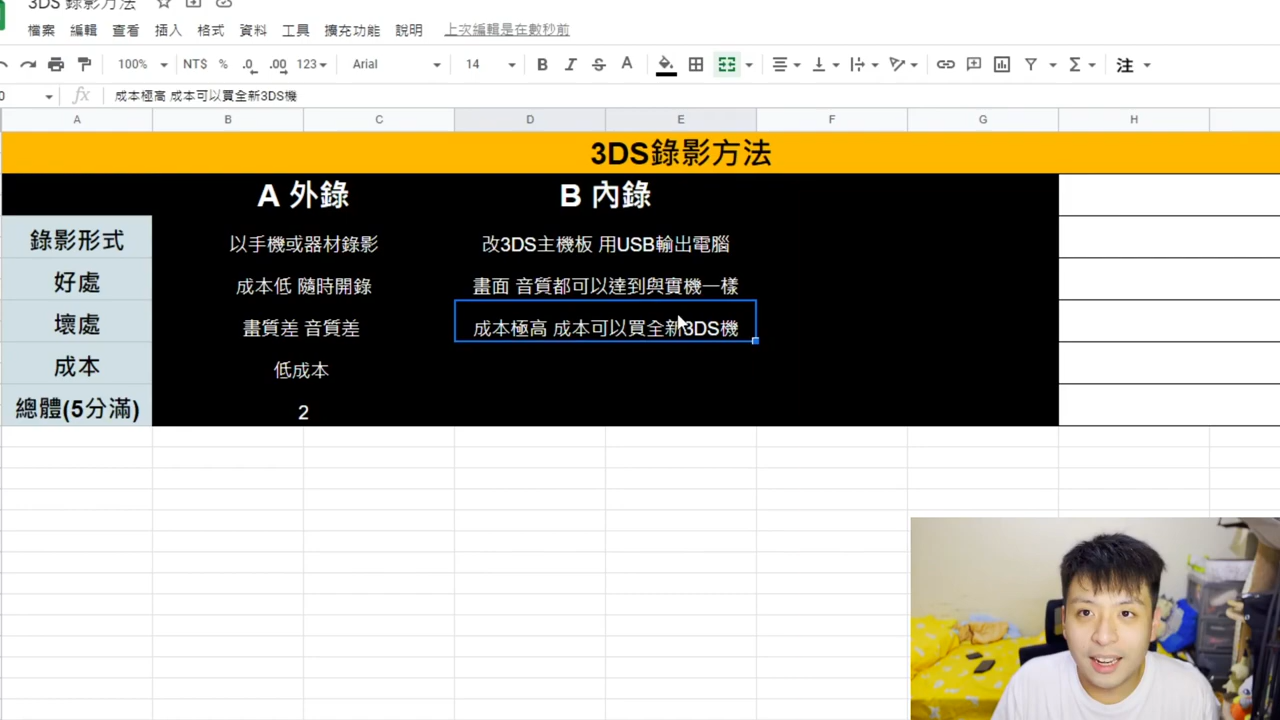 3DS 錄影方法
檔案 編輯 查看 插入 格式 資料 工具 擴充功能 說明 上次編輯是在數秒前
100% NT$ % .0 .00 123 Arial 14 B I S A Σ 注
fx 成本極高 成本可以買全新3DS機
A B C D E F G H
3DS錄影方法
A 外錄 B 內錄
錄影形式 以手機或器材錄影 改3DS主機板 用USB輸出電腦
好處 成本低 隨時開錄 畫面 音質都可以達到與實機一樣
壞處 畫質差 音質差 成本極高 成本可以買全新3DS機
成本 低成本
總體(5分滿) 2